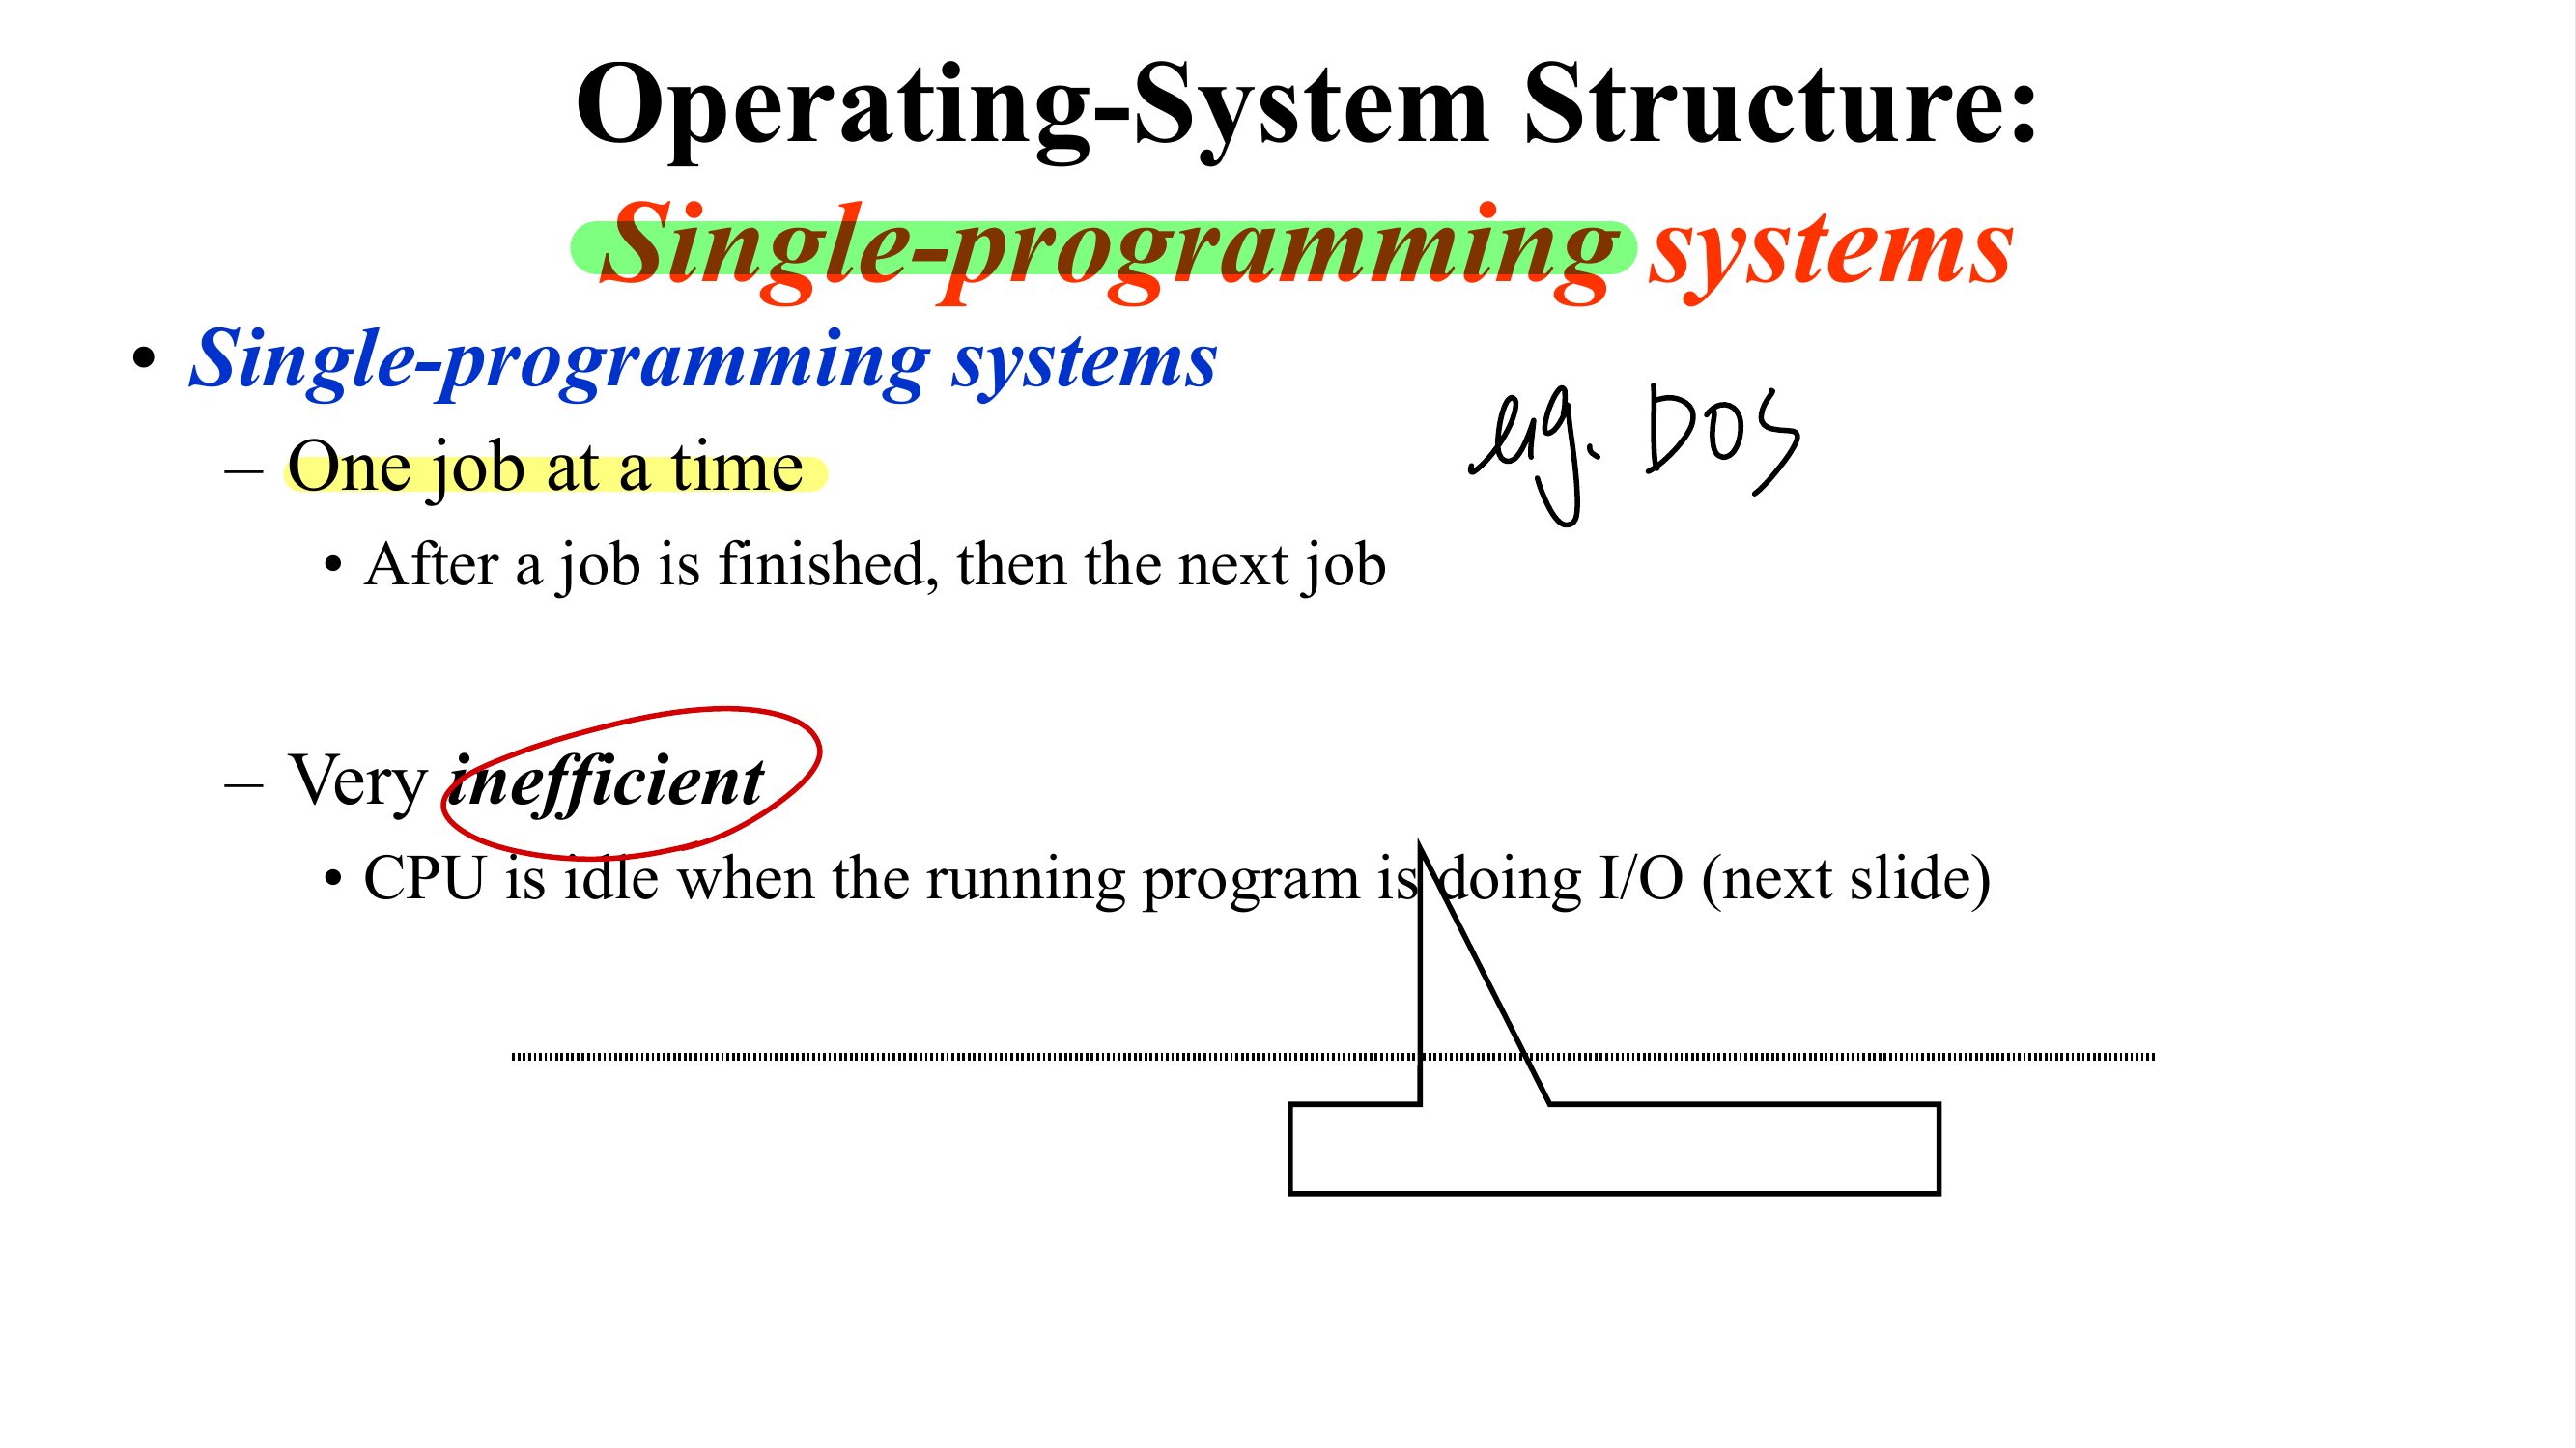 Operating-System Structure:
Single-programming systems
• Single-programming systems
– One job at a time
eg. DOS
• After a job is finished, then the next job
– Very inefficient
• CPU is idle when the running program is doing I/O (next slide)